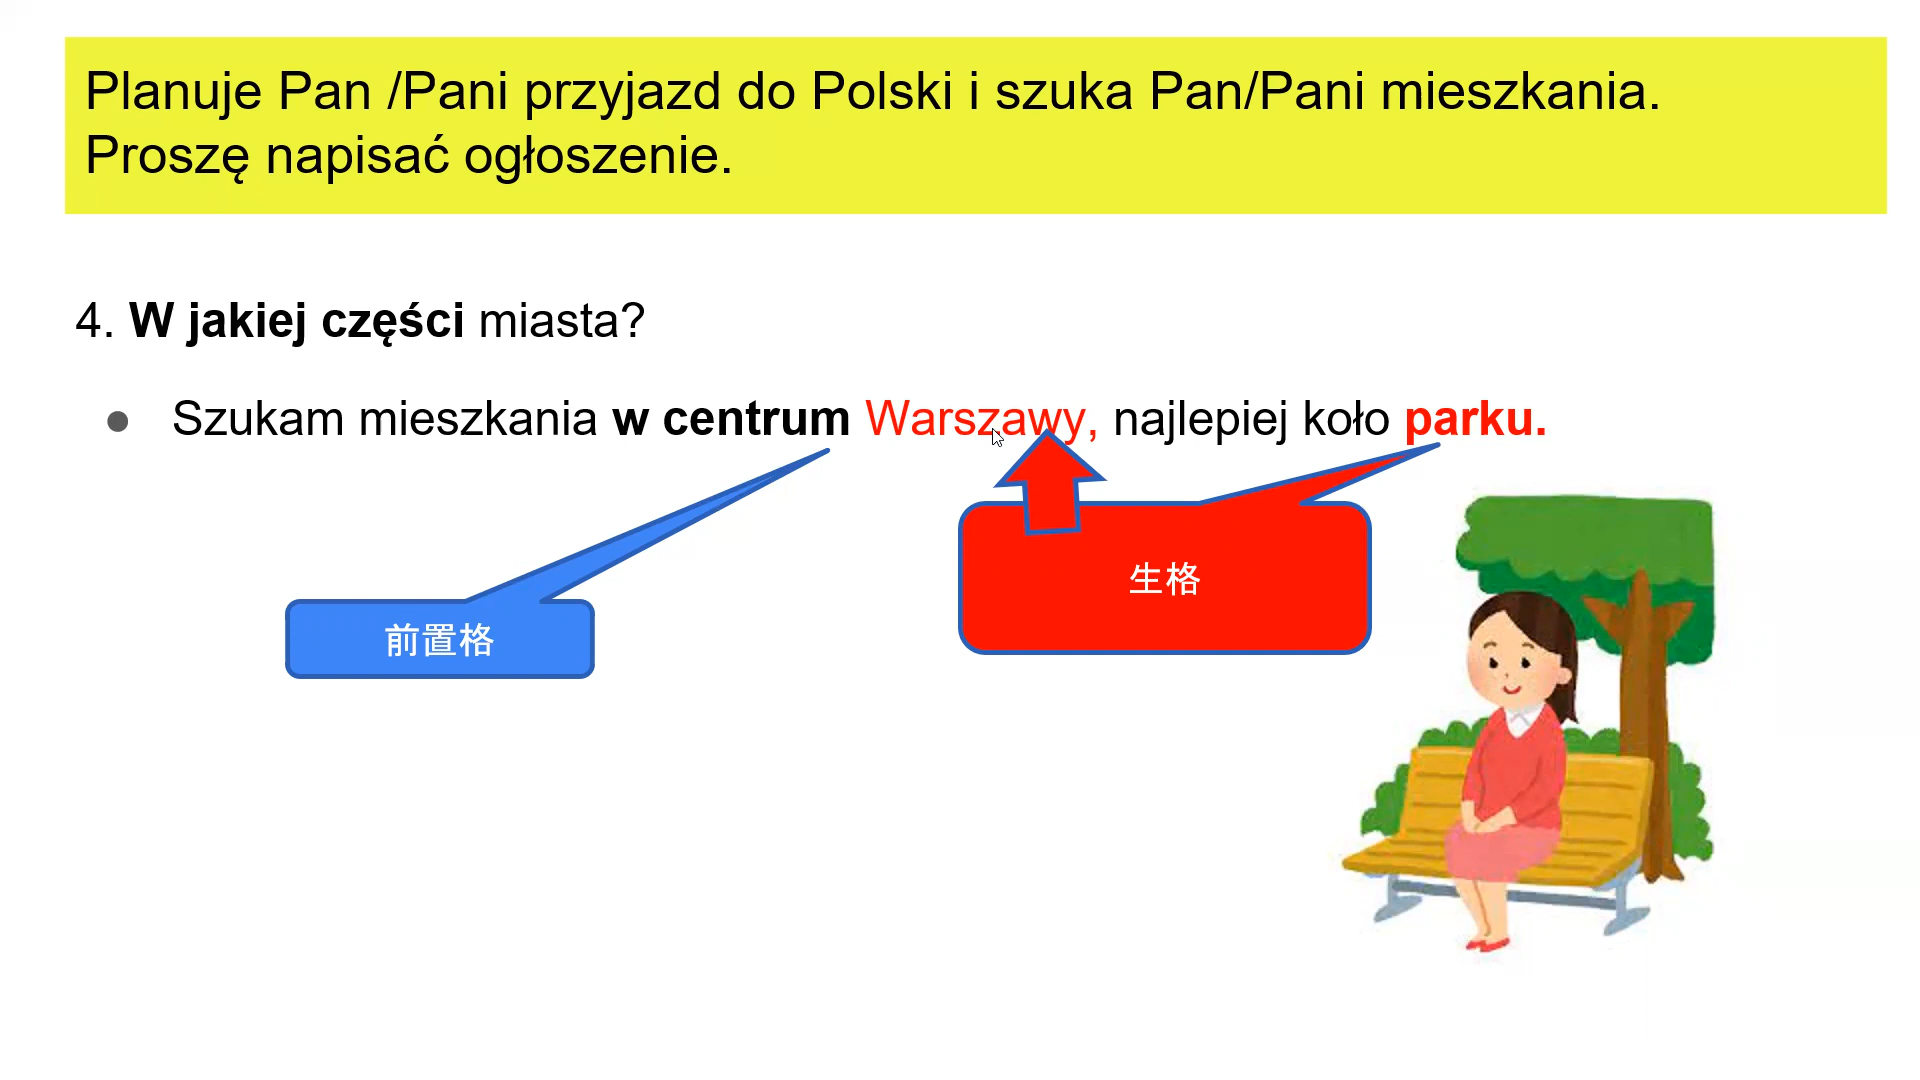 Planuje Pan /Pani przyjazd do Polski i szuka Pan/Pani mieszkania.
Proszę napisać ogłoszenie.
4. W jakiej części miasta?
● Szukam mieszkania w centrum Warszawy, najlepiej koło parku.
生格
前置格